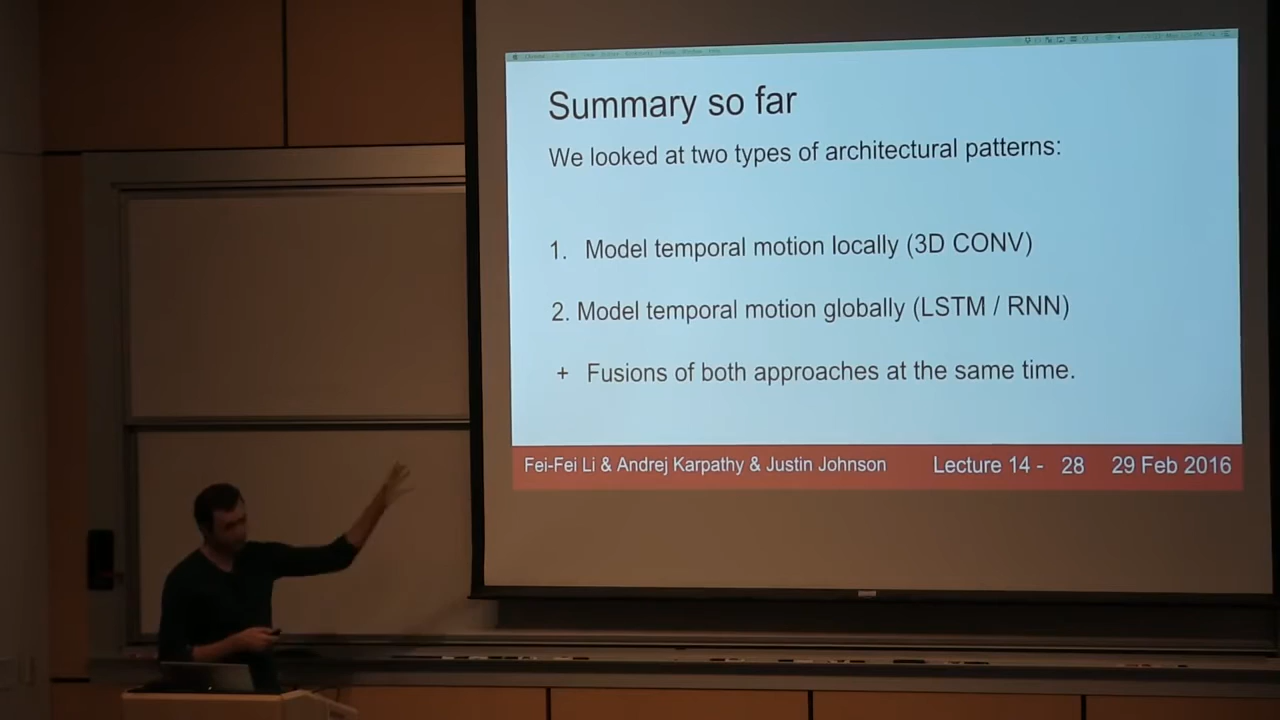 Summary so far
We looked at two types of architectural patterns:
1. Model temporal motion locally (3D CONV)
2. Model temporal motion globally (LSTM / RNN)
+ Fusions of both approaches at the same time.
Fei-Fei Li & Andrej Karpathy & Justin Johnson Lecture 14 - 28 29 Feb 2016